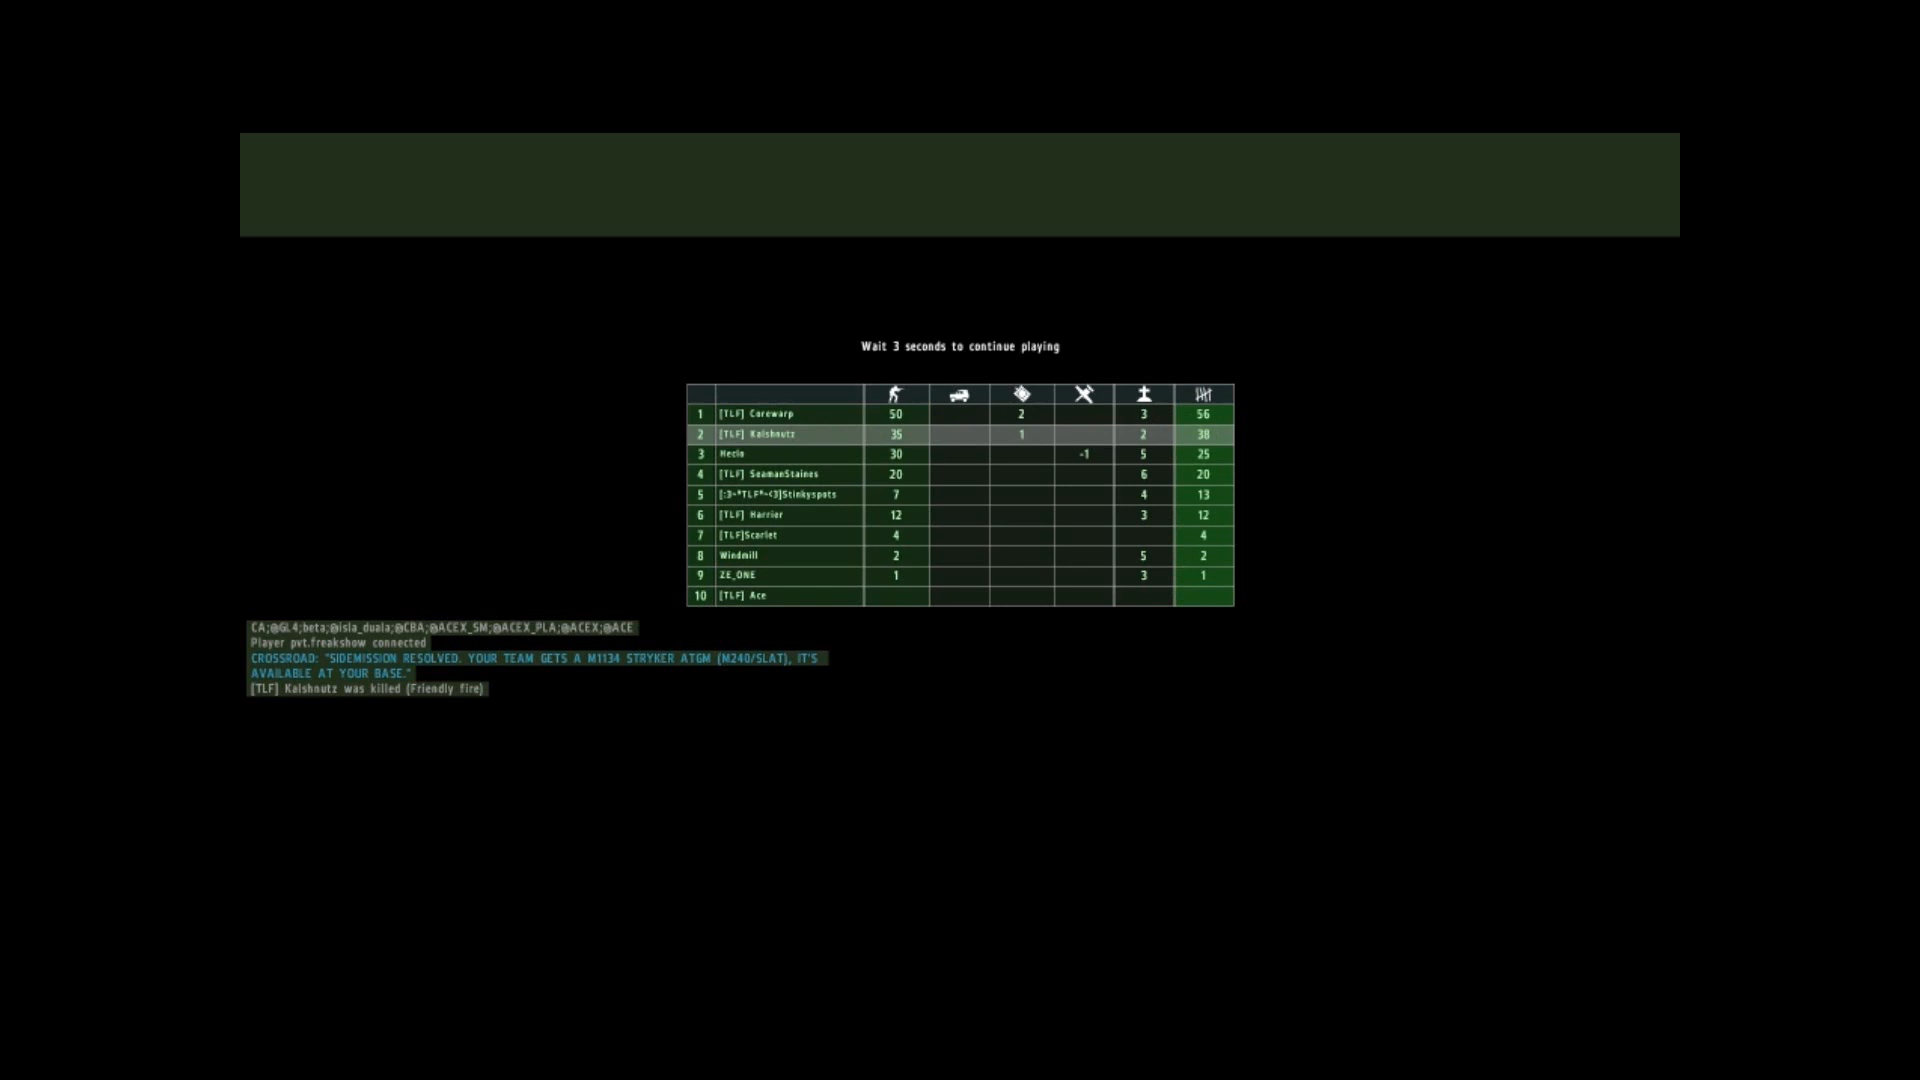 Wait 3 seconds to continue playing
1 [TLF] Corewarp 50 2 3 56
2 [TLF] Kalshnutz 35 1 2 38
3 Heclo 30 -1 5 25
4 [TLF] SeamanStaines 20 6 20
5 [:3~*TLF*~<3]Stinkyspots 7 4 13
6 [TLF] Harrier 12 3 12
7 [TLF]Scarlet 4 4
8 Windmill 2 5 2
9 ZE_ONE 1 3 1
10 [TLF] Ace
CA;@GL4;beta;@isla_duala;@CBA;@ACEX_SM;@ACEX_PLA;@ACEX;@ACE
Player pvt.freakshow connected
CROSSROAD: "SIDEMISSION RESOLVED. YOUR TEAM GETS A M1134 STRYKER ATGM (M240/SLAT), IT'S
AVAILABLE AT YOUR BASE."
[TLF] Kalshnutz was killed (Friendly fire)